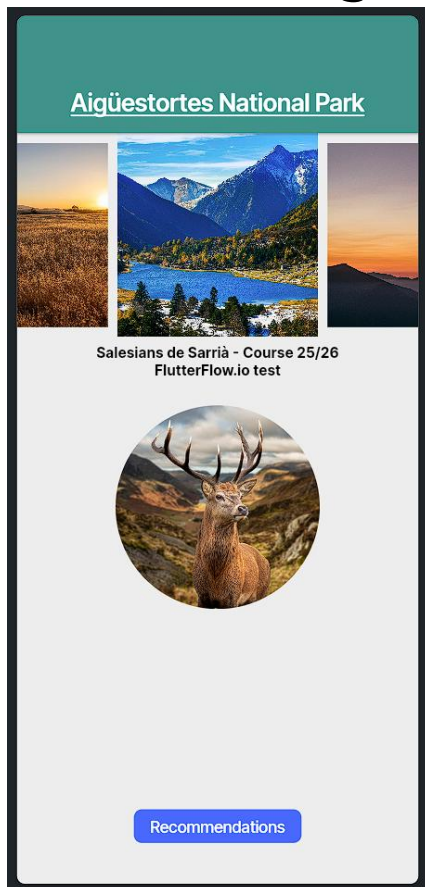 Aigüestortes National Park
Salesians de Sarrià - Course 25/26
FlutterFlow.io test
Recommendations